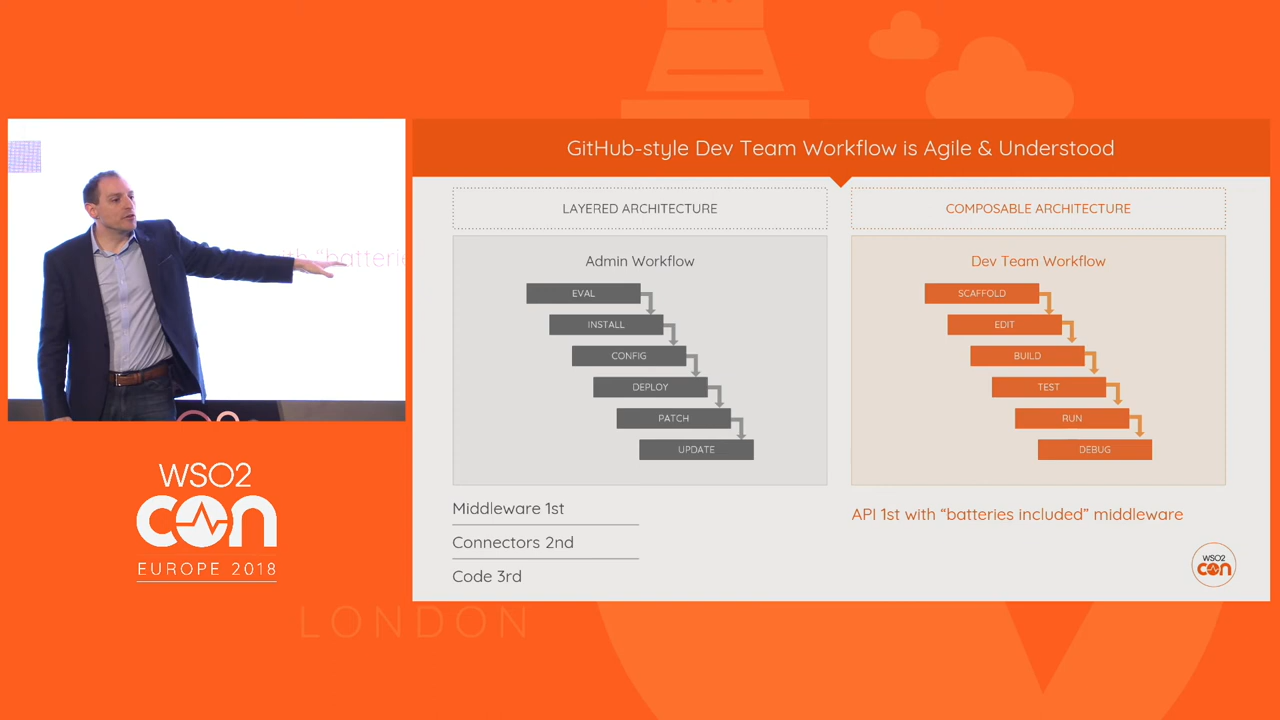 GitHub-style Dev Team Workflow is Agile & Understood
LAYERED ARCHITECTURE
Admin Workflow
EVAL
INSTALL
CONFIG
DEPLOY
PATCH
UPDATE
Middleware 1st
Connectors 2nd
Code 3rd
COMPOSABLE ARCHITECTURE
Dev Team Workflow
SCAFFOLD
EDIT
BUILD
TEST
RUN
DEBUG
API 1st with “batteries included” middleware
WSO2
con
with “batteries
WSO2
con
EUROPE 2018
LONDON